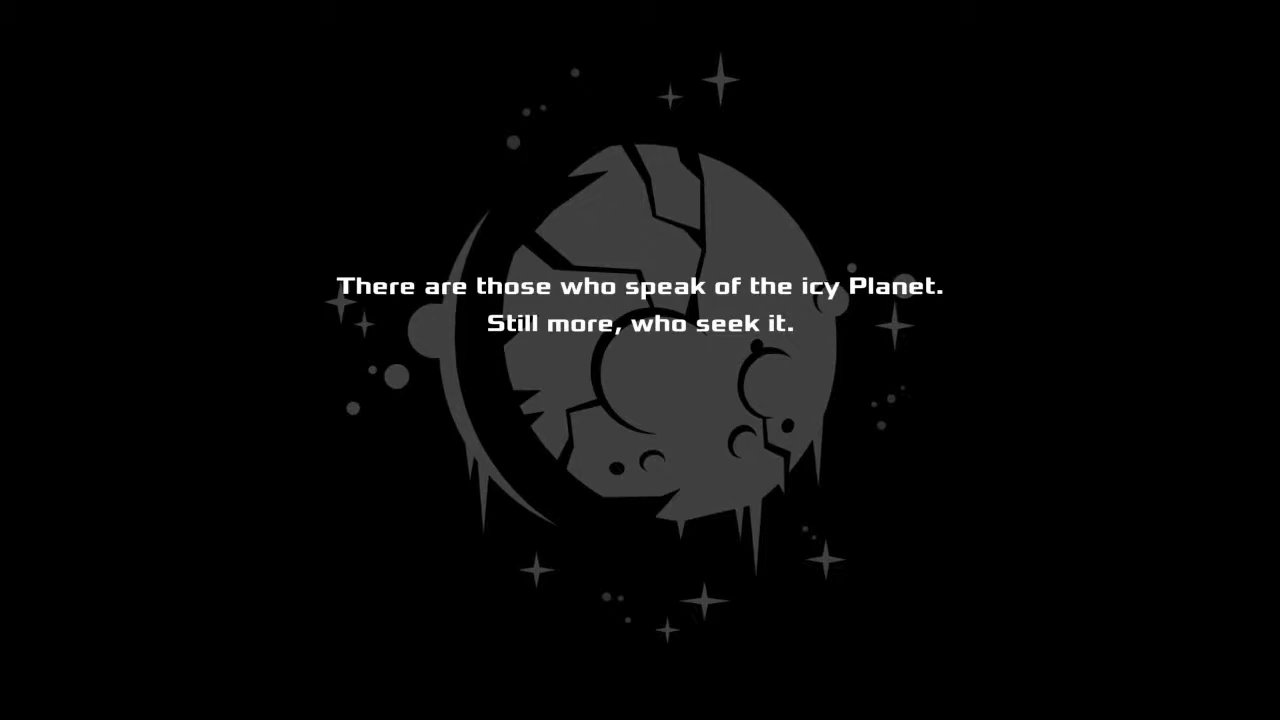 There are those who speak of the icy Planet.
Still more, who seek it.